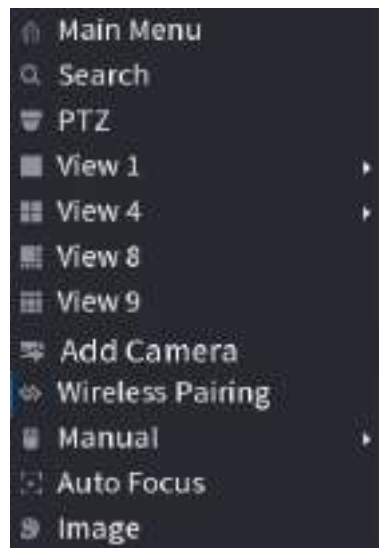 Main Menu
Search
PTZ
View 1
View 4
View 8
View 9
Add Camera
Wireless Pairing
Manual
Auto Focus
Image